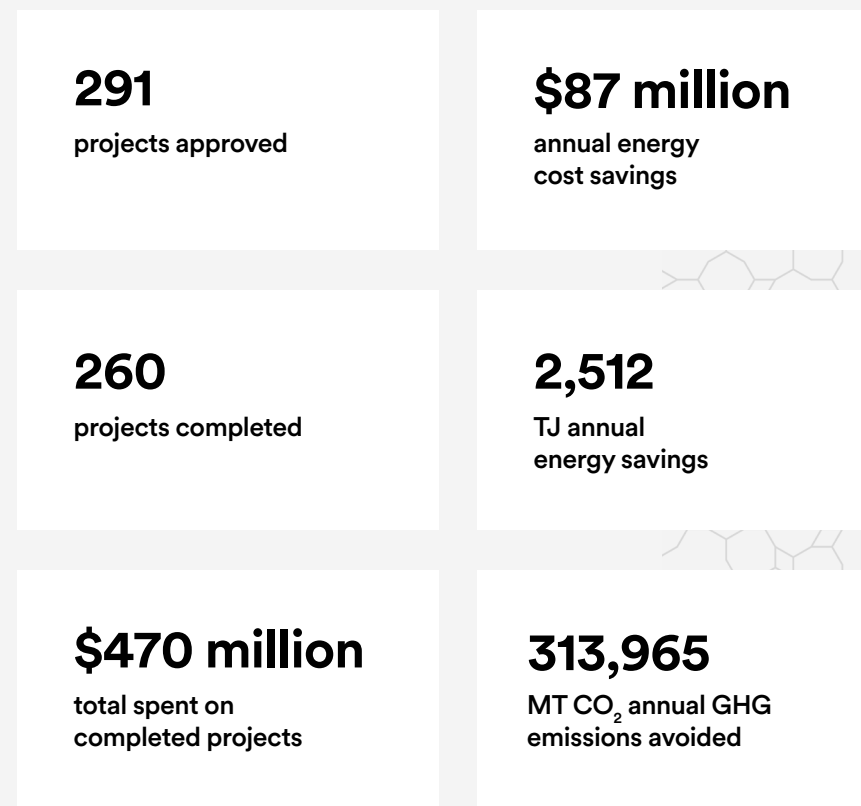 291
projects approved
$87 million
annual energy
cost savings
260
projects completed
2,512
TJ annual
energy savings
$470 million
total spent on
completed projects
313,965
MT CO₂ annual GHG
emissions avoided